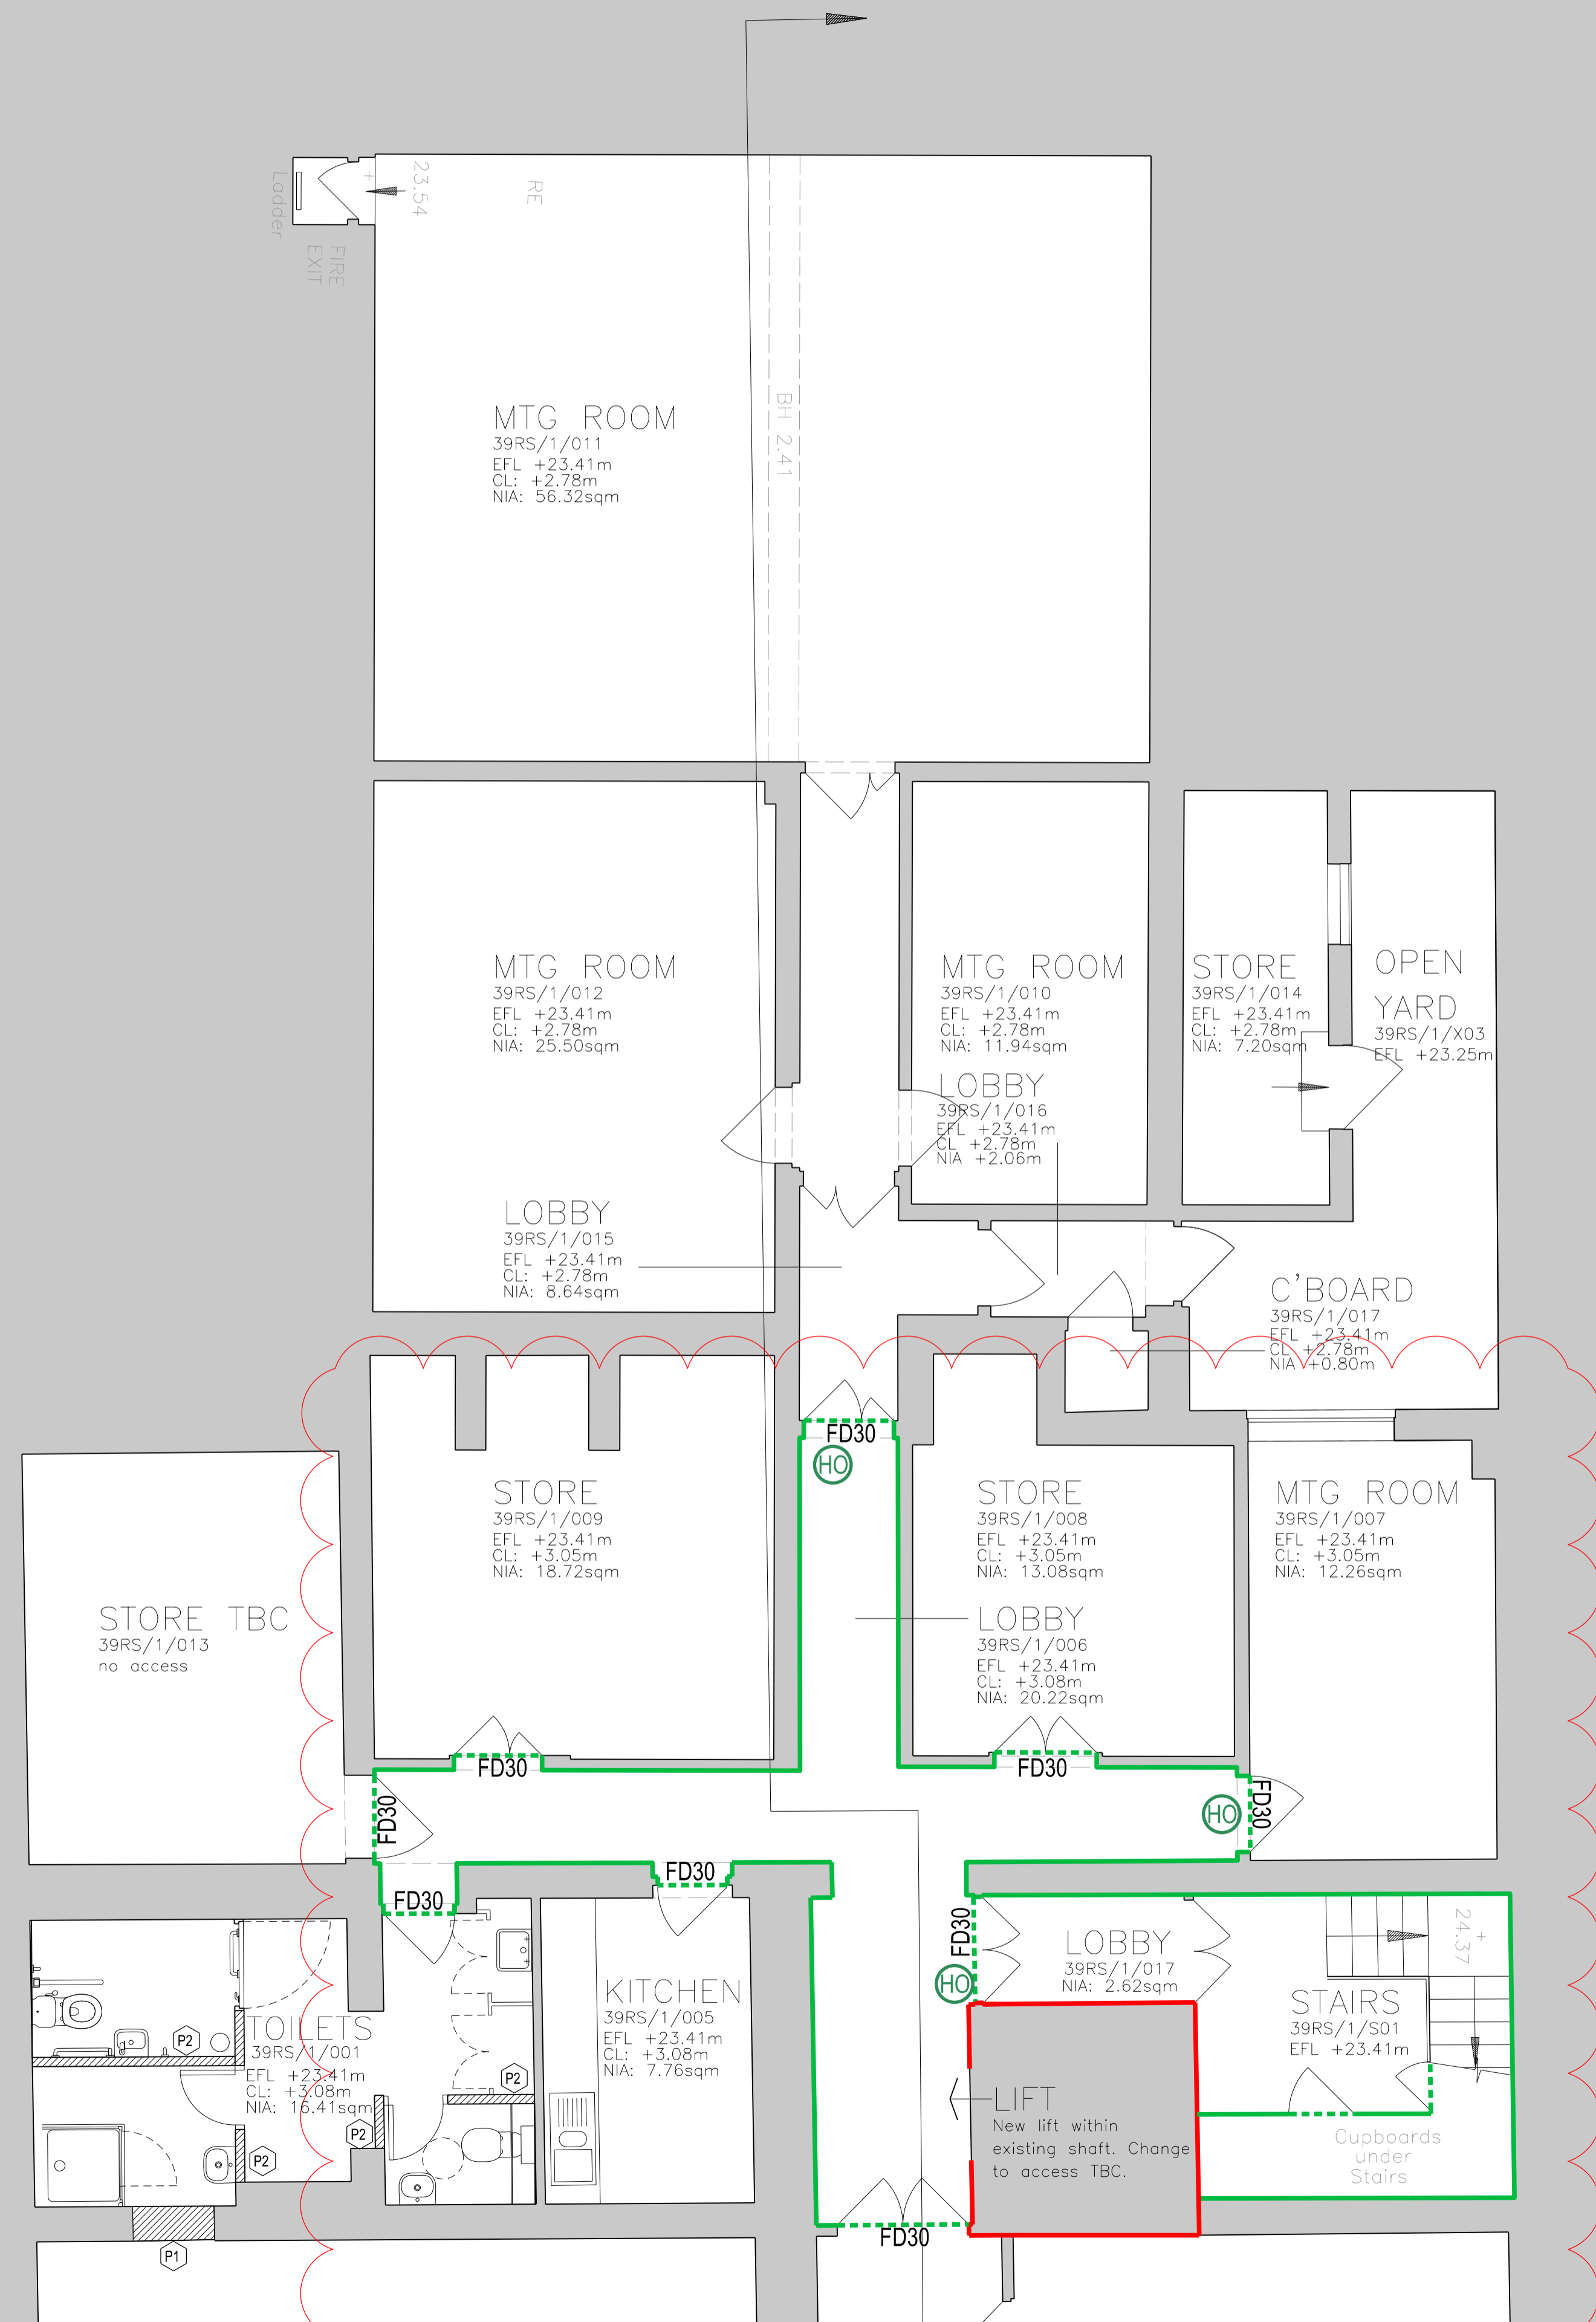 23.54
+
RE
Ladder
FIRE
EXIT
BH 2.41
MTG ROOM
39RS/1/011
EFL +23.41m
CL: +2.78m
NIA: 56.32sqm
MTG ROOM
39RS/1/012
EFL +23.41m
CL: +2.78m
NIA: 25.50sqm
MTG ROOM
39RS/1/010
EFL +23.41m
CL: +2.78m
NIA: 11.94sqm
STORE
39RS/1/014
EFL +23.41m
CL: +2.78m
NIA: 7.20sqm
OPEN
YARD
39RS/1/X03
EFL +23.25m
LOBBY
39RS/1/016
EFL +23.41m
CL +2.78m
NIA +2.06m
LOBBY
39RS/1/015
EFL +23.41m
CL: +2.78m
NIA: 8.64sqm
C'BOARD
39RS/1/017
EFL +23.41m
CL +2.78m
NIA +0.80m
FD30
HO
STORE
39RS/1/009
EFL +23.41m
CL: +3.05m
NIA: 18.72sqm
STORE
39RS/1/008
EFL +23.41m
CL: +3.05m
NIA: 13.08sqm
MTG ROOM
39RS/1/007
EFL +23.41m
CL: +3.05m
NIA: 12.26sqm
STORE TBC
39RS/1/013
no access
LOBBY
39RS/1/006
EFL +23.41m
CL: +3.08m
NIA: 20.22sqm
FD30
FD30
FD30
HO
FD30
FD30
FD30
FD30
HO
LOBBY
39RS/1/017
NIA: 2.62sqm
24.37
+
KITCHEN
39RS/1/005
EFL +23.41m
CL: +3.08m
NIA: 7.76sqm
STAIRS
39RS/1/S01
EFL +23.41m
TOILETS
39RS/1/001
EFL +23.41m
CL: +3.08m
NIA: 16.41sqm
P2
P2
P2
P2
P1
LIFT
New lift within
existing shaft. Change
to access TBC.
Cupboards
under
Stairs
FD30